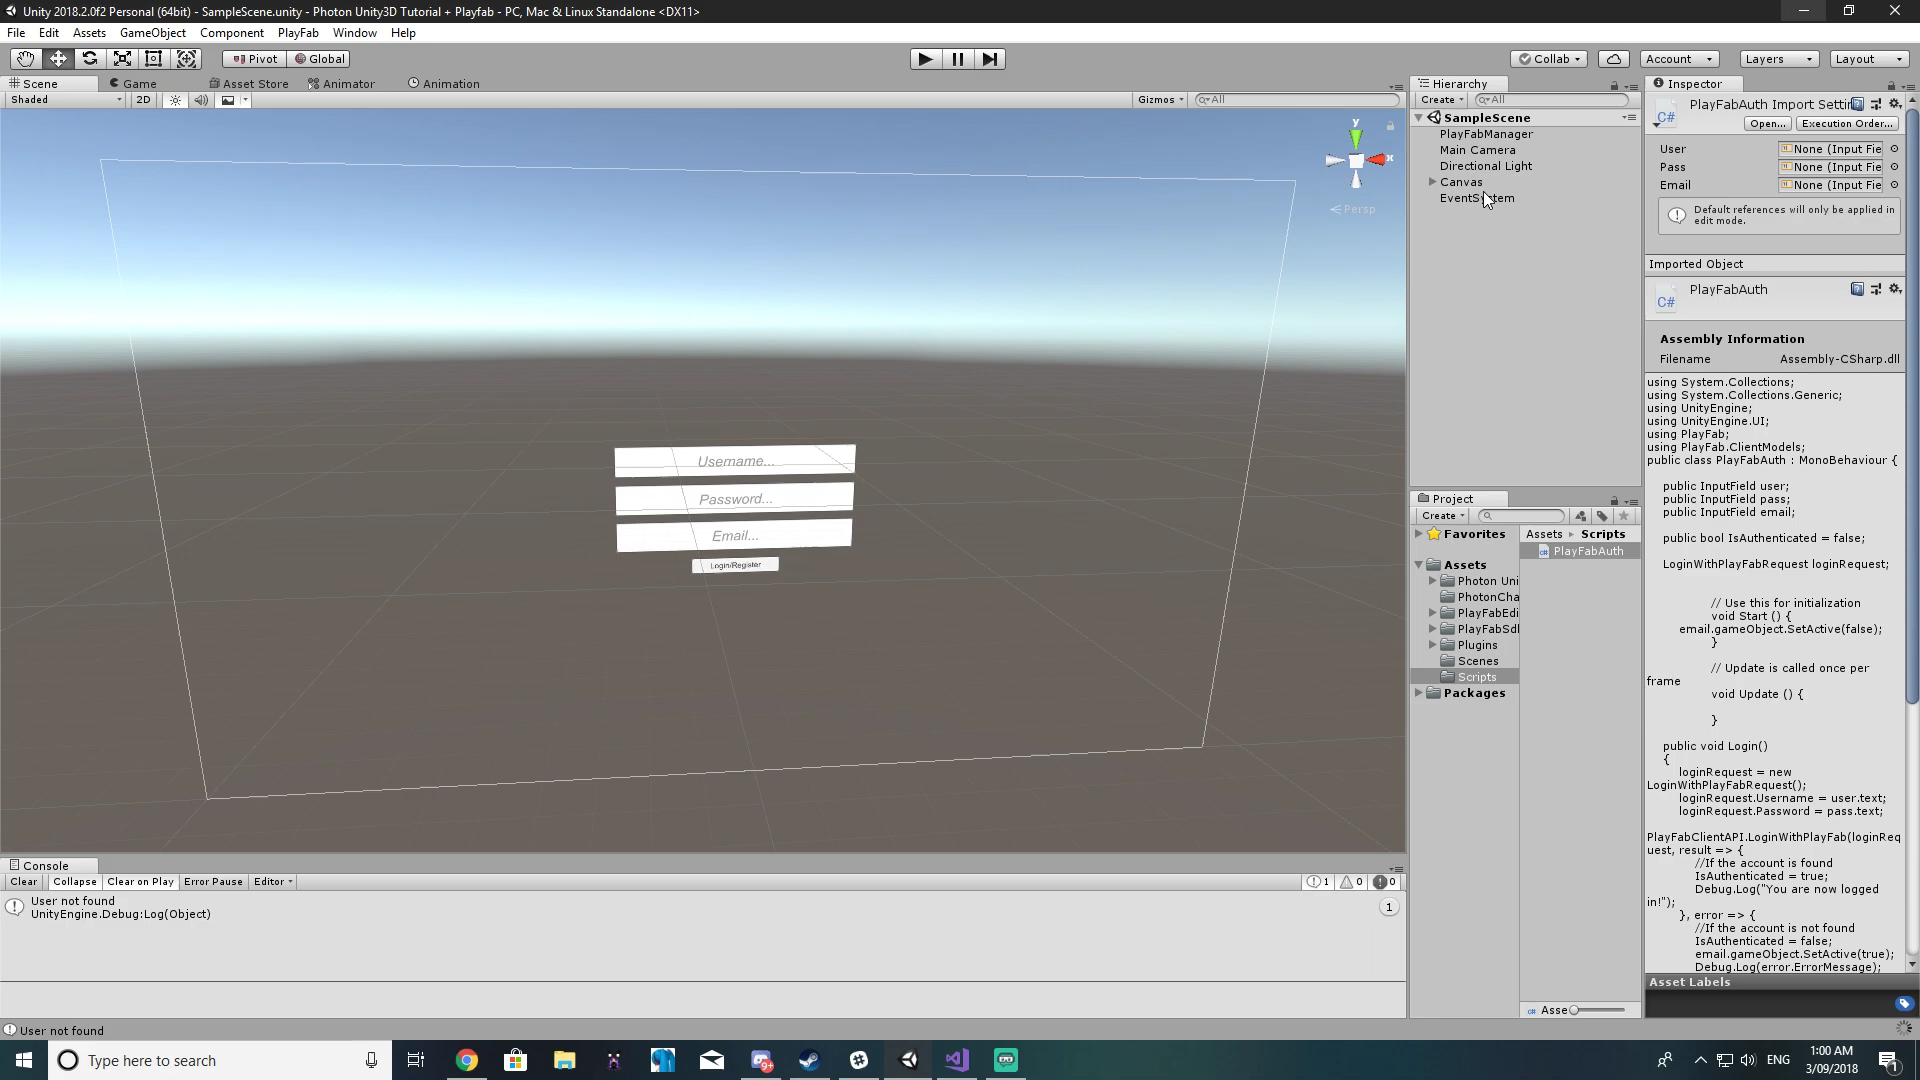 Unity 2018.2.0f2 Personal (64bit) - SampleScene.unity - Photon Unity3D Tutorial + Playfab - PC, Mac & Linux Standalone <DX11>
File Edit Assets GameObject Component PlayFab Window Help
Pivot Global Collab Account Layers Layout
Scene Game Asset Store Animator Animation
Shaded 2D Gizmos All
y
x
Persp
Username...
Password...
Email...
Login/Register
Hierarchy
Create All
SampleScene
PlayFabManager
Main Camera
Directional Light
Canvas
EventSystem
Project
Create
Favorites
Assets
Photon Uni
PhotonCha
PlayFabEdi
PlayFabSdl
Plugins
Scenes
Scripts
Packages
Assets Scripts
PlayFabAuth
Asse
Inspector
PlayFabAuth Import Settin
C#
Open... Execution Order...
User None (Input Fie
Pass None (Input Fie
Email None (Input Fie
Default references will only be applied in
edit mode.
Imported Object
PlayFabAuth
C#
Assembly Information
Filename Assembly-CSharp.dll
using System.Collections;
using System.Collections.Generic;
using UnityEngine;
using UnityEngine.UI;
using PlayFab;
using PlayFab.ClientModels;
public class PlayFabAuth : MonoBehaviour {
public InputField user;
public InputField pass;
public InputField email;
public bool IsAuthenticated = false;
LoginWithPlayFabRequest loginRequest;
// Use this for initialization
void Start () {
email.gameObject.SetActive(false);
}
// Update is called once per
frame
void Update () {
}
public void Login()
{
loginRequest = new
LoginWithPlayFabRequest();
loginRequest.Username = user.text;
loginRequest.Password = pass.text;
PlayFabClientAPI.LoginWithPlayFab(loginReq
uest, result => {
//If the account is found
IsAuthenticated = true;
Debug.Log("You are now logged
in!");
}, error => {
//If the account is not found
IsAuthenticated = false;
email.gameObject.SetActive(true);
Debug.Log(error.ErrorMessage);
Asset Labels
Console
Clear Collapse Clear on Play Error Pause Editor 1 0 0
User not found
UnityEngine.Debug:Log(Object)
1
User not found
Type here to search
9+
ENG
1:00 AM
3/09/2018
1